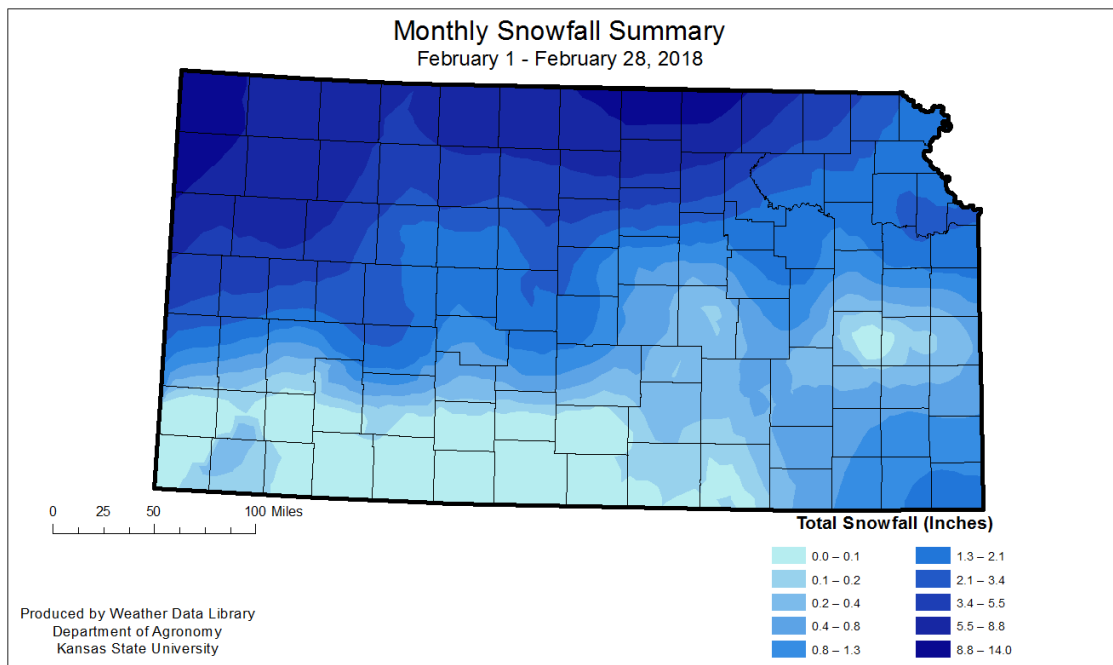 Monthly Snowfall Summary
February 1 - February 28, 2018
0 25 50 100 Miles
Total Snowfall (Inches)
0.0 – 0.1
0.1 – 0.2
0.2 – 0.4
0.4 – 0.8
0.8 – 1.3
1.3 – 2.1
2.1 – 3.4
3.4 – 5.5
5.5 – 8.8
8.8 – 14.0
Produced by Weather Data Library
Department of Agronomy
Kansas State University